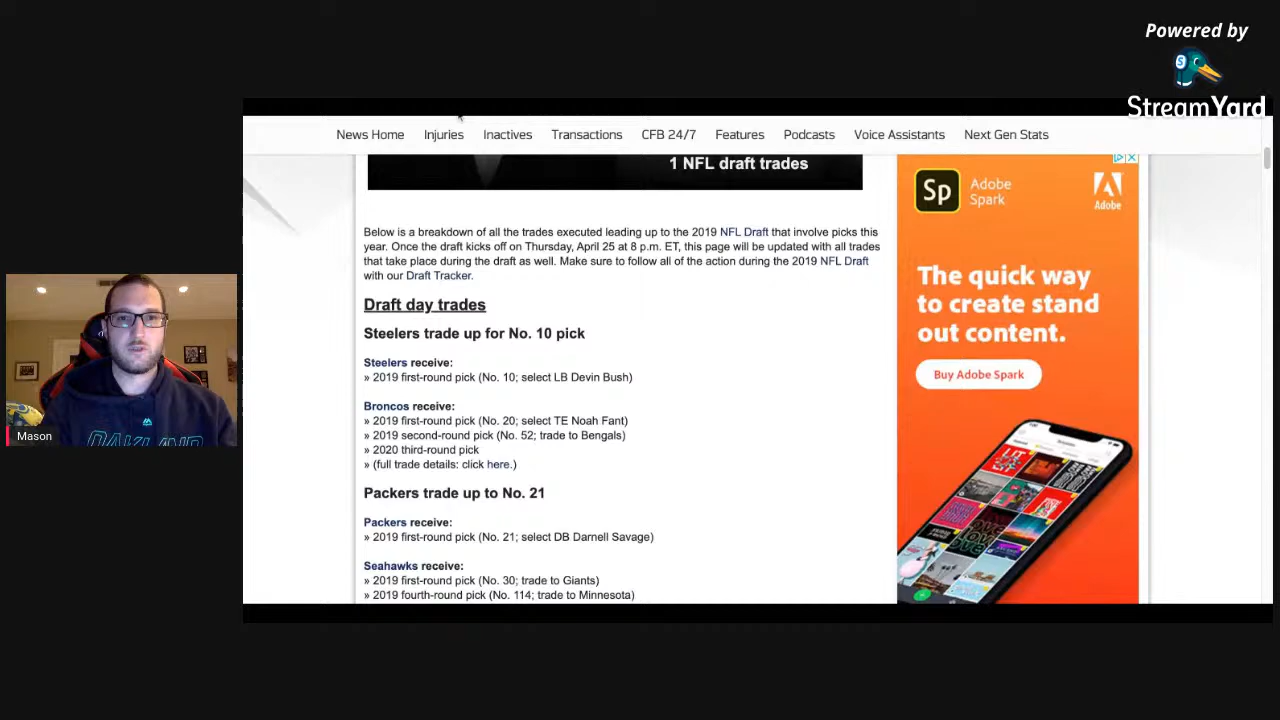 Powered by
StreamYard
News Home Injuries Inactives Transactions CFB 24/7 Features Podcasts Voice Assistants Next Gen Stats
1 NFL draft trades
Below is a breakdown of all the trades executed leading up to the 2019 NFL Draft that involve picks this
year. Once the draft kicks off on Thursday, April 25 at 8 p.m. ET, this page will be updated with all trades
that take place during the draft as well. Make sure to follow all of the action during the 2019 NFL Draft
with our Draft Tracker.
Draft day trades
Steelers trade up for No. 10 pick
Steelers receive:
» 2019 first-round pick (No. 10; select LB Devin Bush)
Broncos receive:
» 2019 first-round pick (No. 20; select TE Noah Fant)
» 2019 second-round pick (No. 52; trade to Bengals)
» 2020 third-round pick
» (full trade details: click here.)
Packers trade up to No. 21
Packers receive:
» 2019 first-round pick (No. 21; select DB Darnell Savage)
Seahawks receive:
» 2019 first-round pick (No. 30; trade to Giants)
» 2019 fourth-round pick (No. 114; trade to Minnesota)
Sp
Adobe
Spark
Adobe
The quick way
to create stand
out content.
Buy Adobe Spark
Mason
OAKLAND